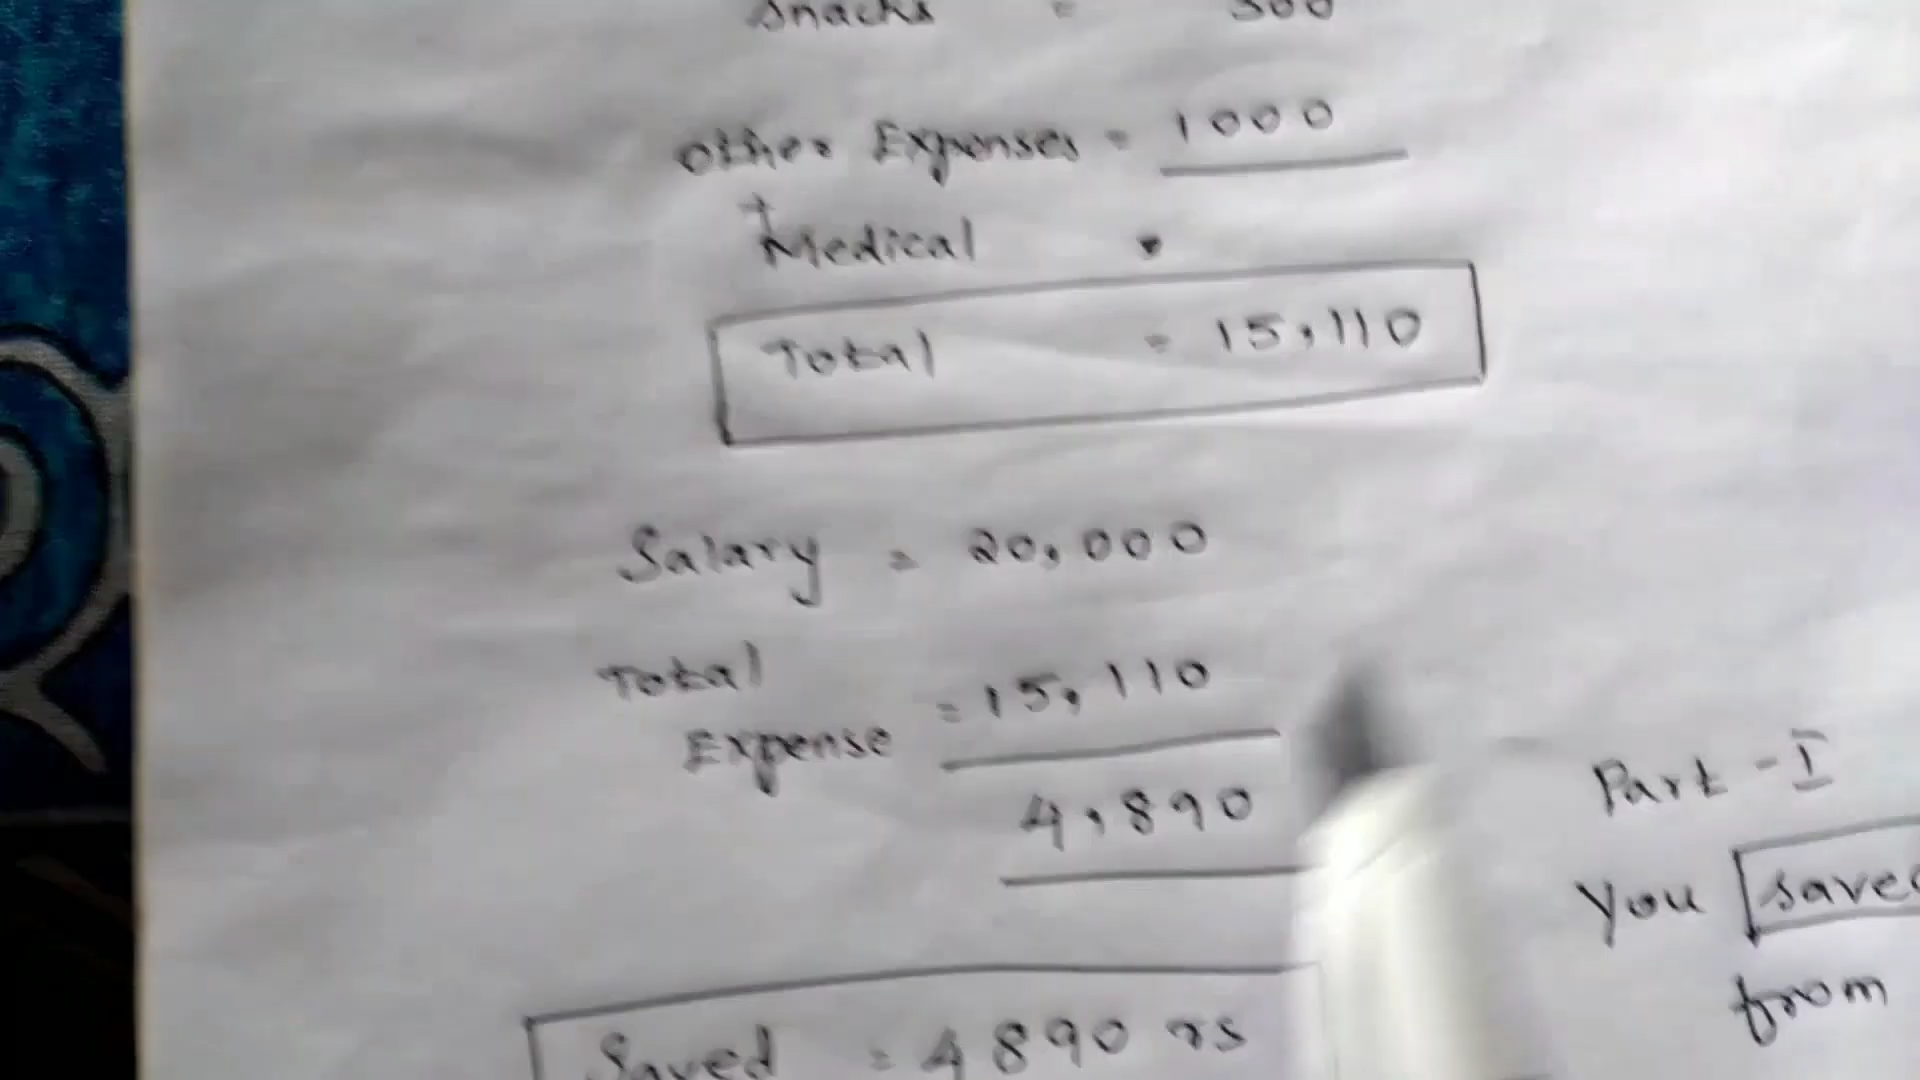 Snacks = 300
Other Expenses = 1000
+
Medical
Total = 15,110
Salary = 20,000
Total
Expense = 15,110
4,890
Part - I
You saved
from
Saved = 4890 rs